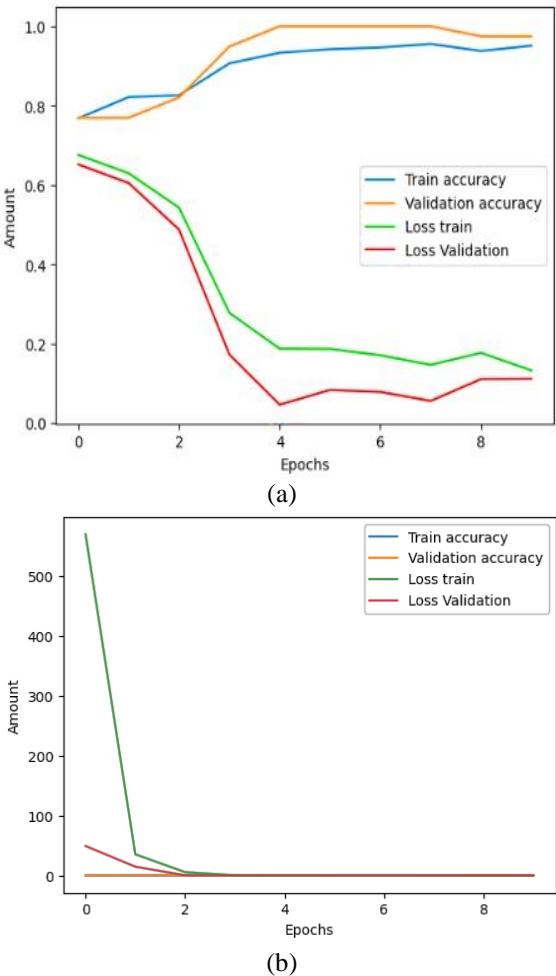 1.0
0.8
0.6
0.4
0.2
0.0
Amount
Train accuracy
Validation accuracy
Loss train
Loss Validation
0 2 4 6 8
Epochs
(a)
500
400
300
200
100
0
Amount
Train accuracy
Validation accuracy
Loss train
Loss Validation
0 2 4 6 8
Epochs
(b)